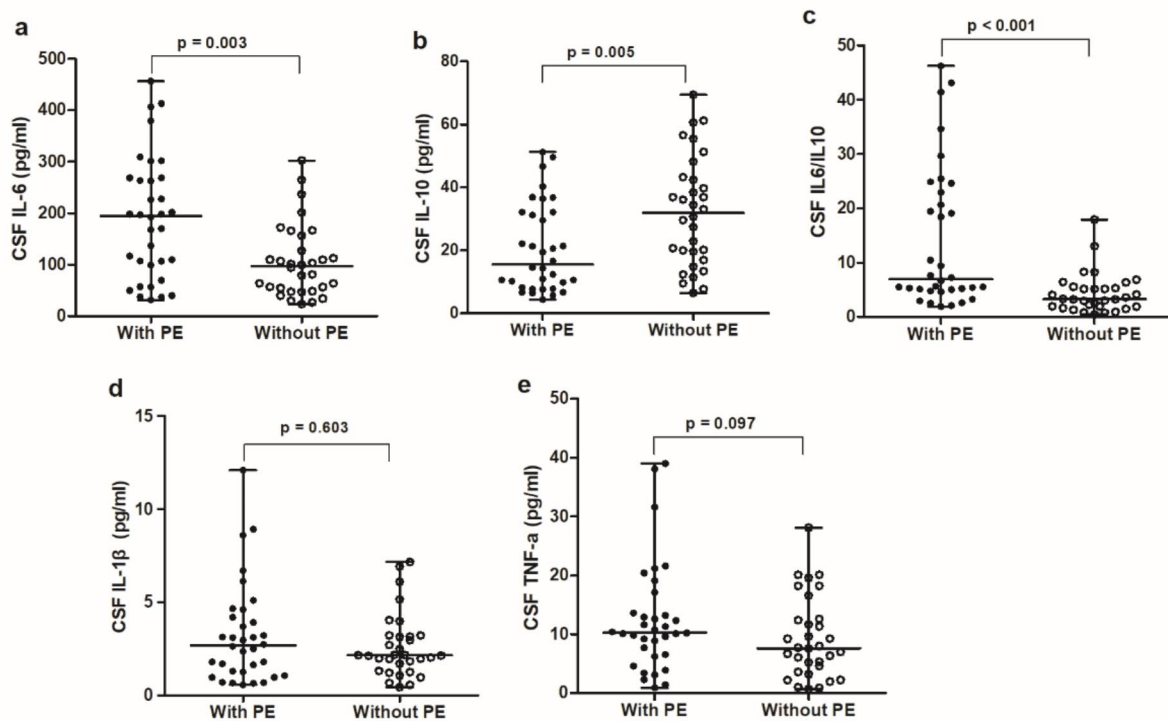 a
p = 0.003
500
400
300
200
100
0
CSF IL-6 (pg/ml)
With PE
Without PE
b
p = 0.005
80
60
40
20
0
CSF IL-10 (pg/ml)
With PE
Without PE
c
p < 0.001
50
40
30
20
10
0
CSF IL6/IL10
With PE
Without PE
d
p = 0.603
15
10
5
0
CSF IL-1β (pg/ml)
With PE
Without PE
e
p = 0.097
50
40
30
20
10
0
CSF TNF-a (pg/ml)
With PE
Without PE